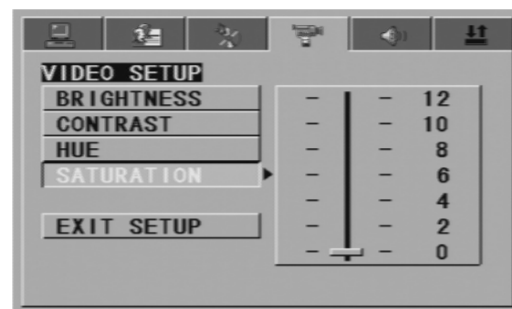 VIDEO SETUP
BRIGHTNESS
CONTRAST
HUE
SATURATION
EXIT SETUP
12
10
8
6
4
2
0